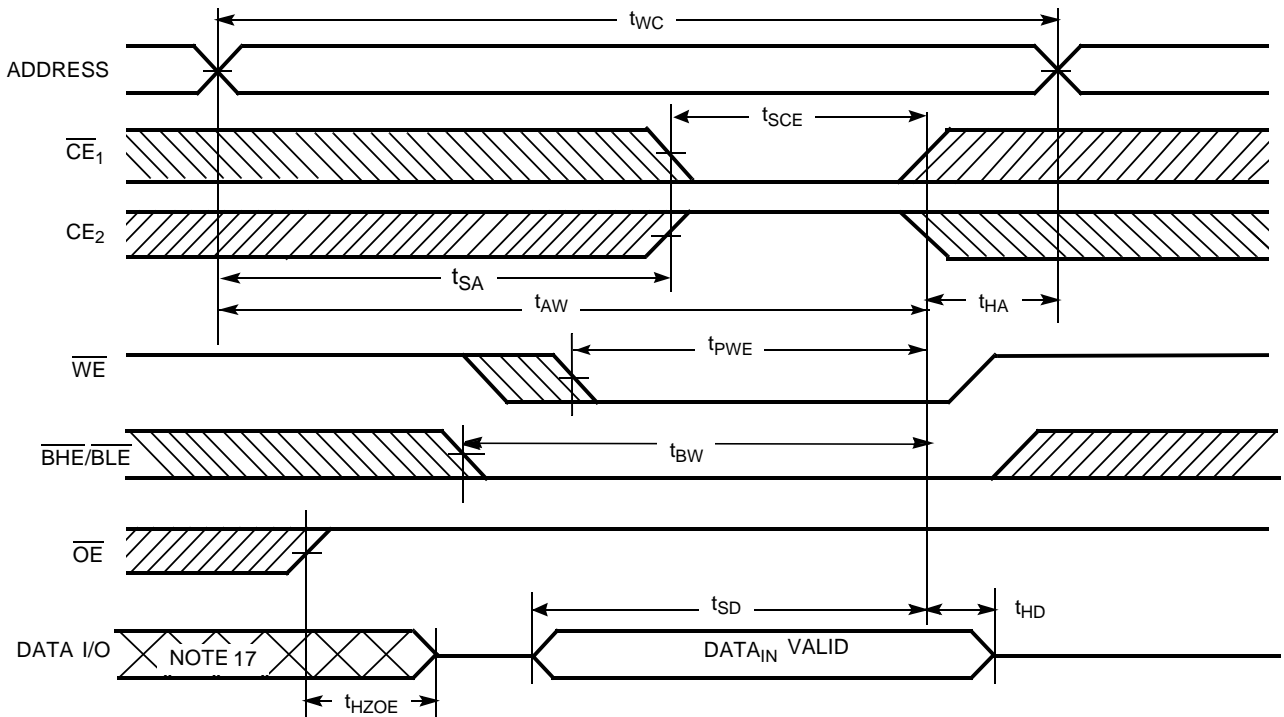 tWC
ADDRESS
tSCE
CE1
CE2
tSA
tAW
tHA
tPWE
WE
tBW
BHE/BLE
OE
tSD
tHD
DATA I/O
NOTE 17
DATAIN VALID
tHZOE